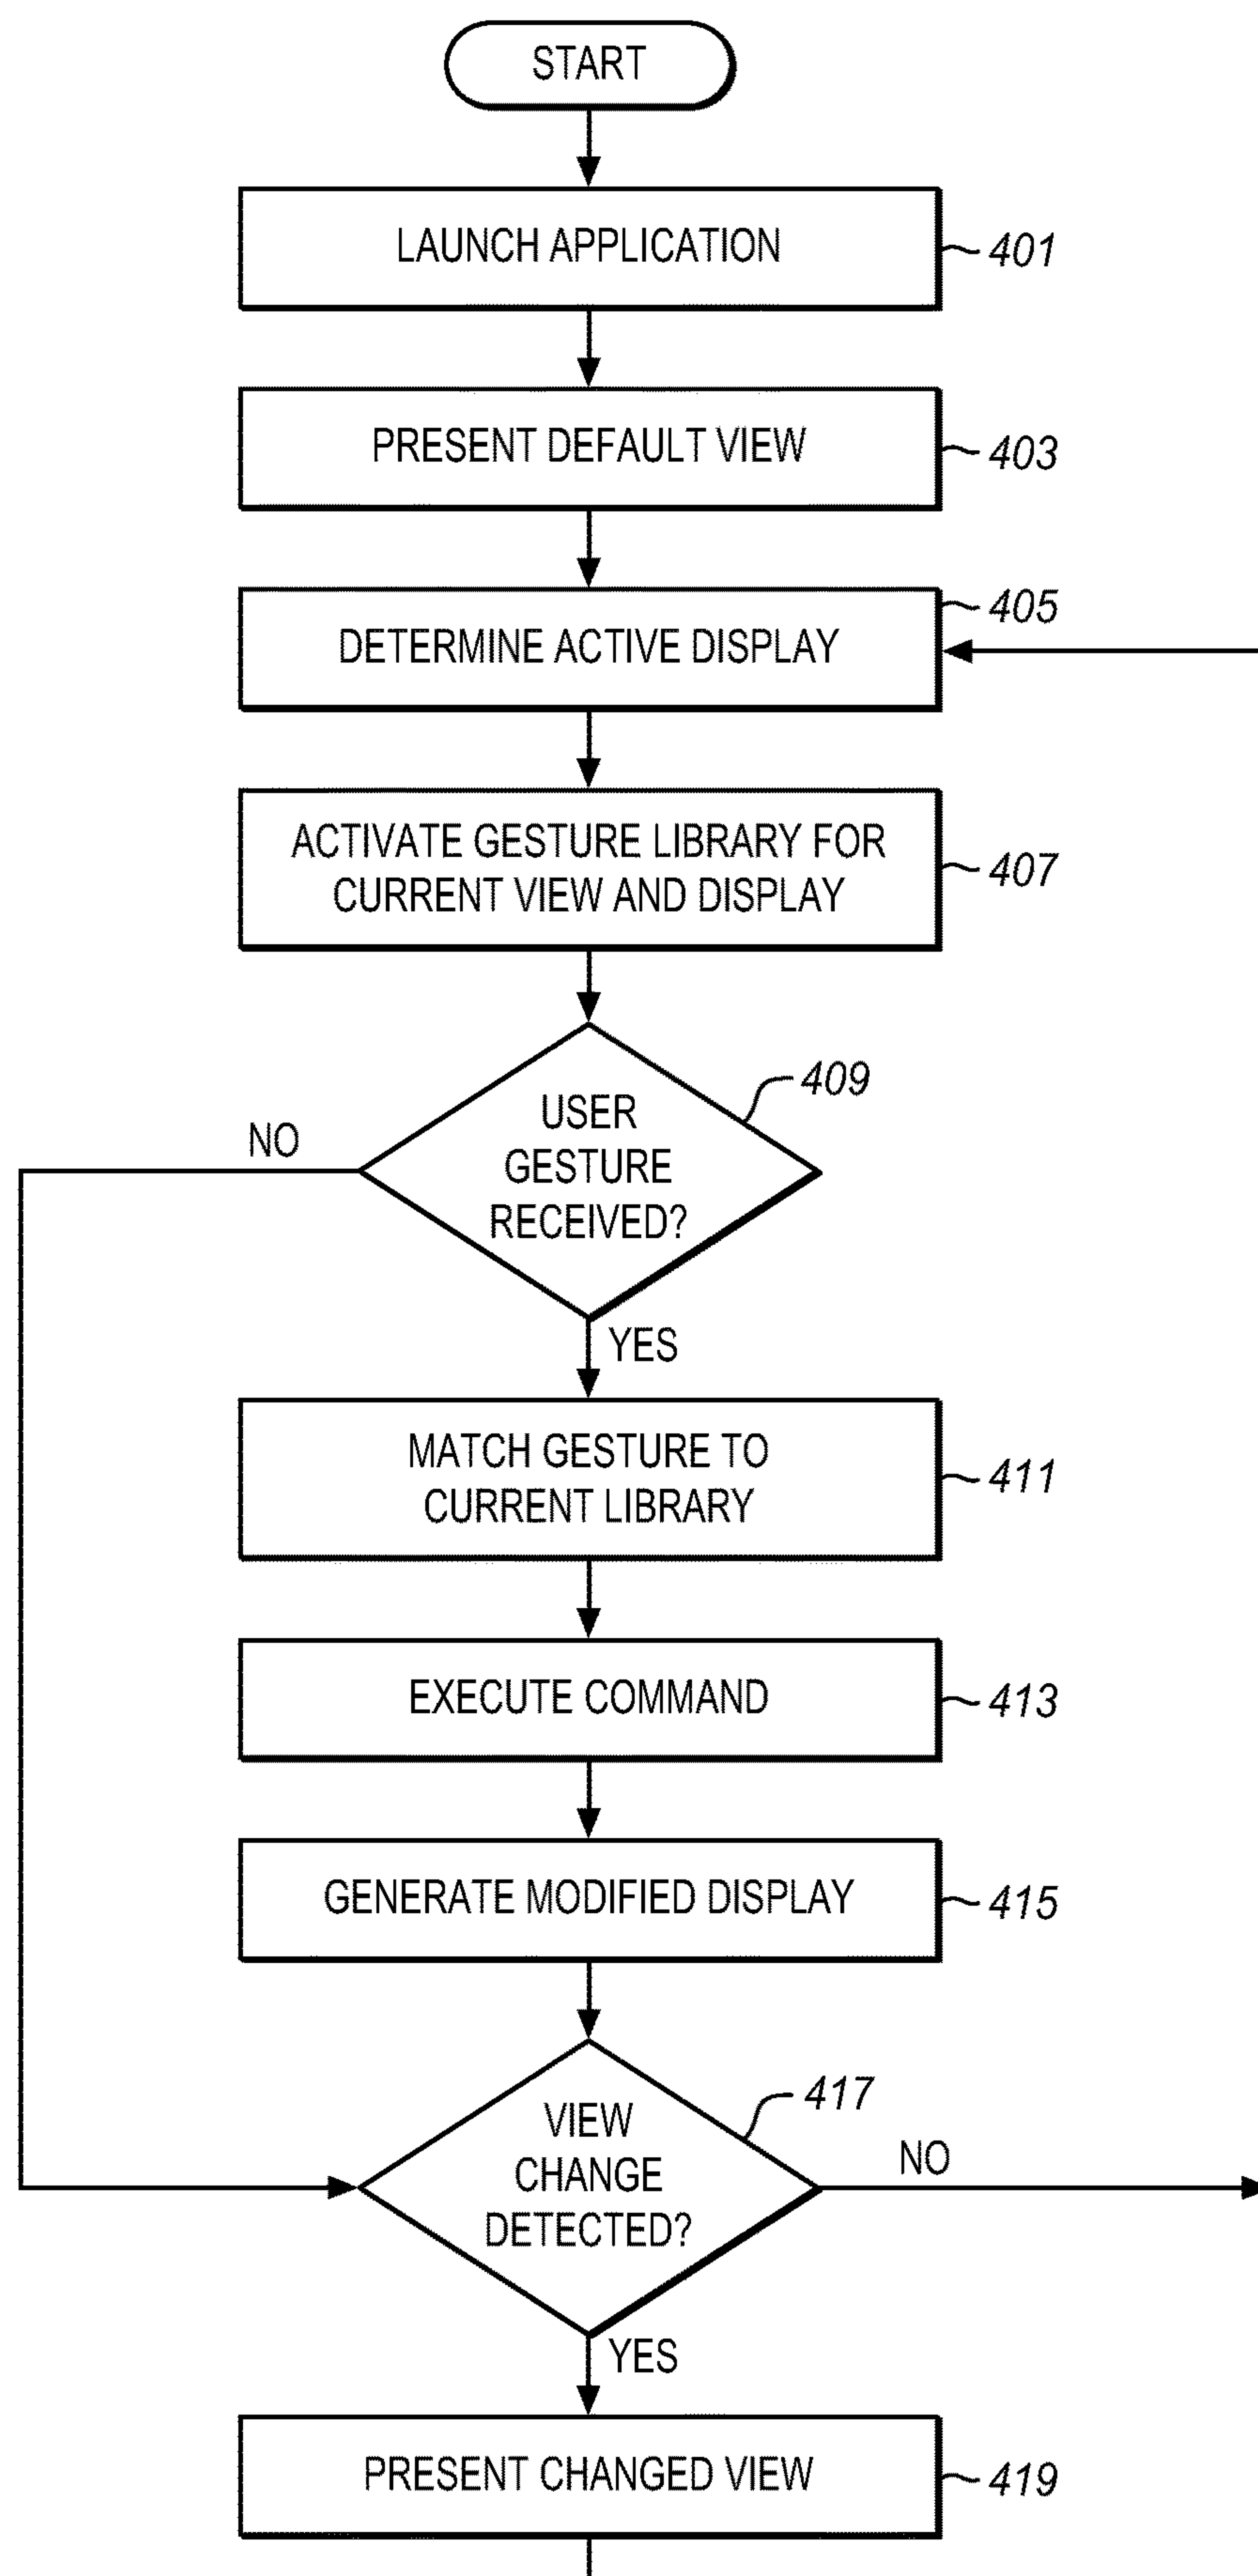 START
LAUNCH APPLICATION
401
PRESENT DEFAULT VIEW
403
405
DETERMINE ACTIVE DISPLAY
ACTIVATE GESTURE LIBRARY FOR
CURRENT VIEW AND DISPLAY
407
409
USER
GESTURE
RECEIVED?
NO
YES
MATCH GESTURE TO
CURRENT LIBRARY
411
EXECUTE COMMAND
413
GENERATE MODIFIED DISPLAY
415
417
VIEW
CHANGE
DETECTED?
NO
YES
PRESENT CHANGED VIEW
419